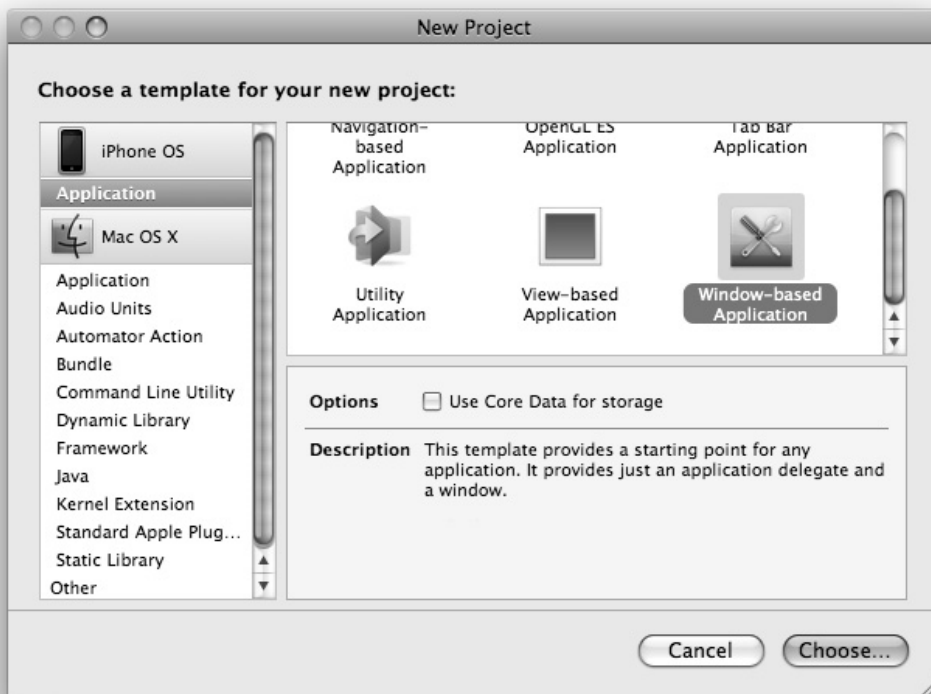 New Project
Choose a template for your new project:
iPhone OS
Application
Mac OS X
Application
Audio Units
Automator Action
Bundle
Command Line Utility
Dynamic Library
Framework
Java
Kernel Extension
Standard Apple Plug...
Static Library
Other
Navigation-
based
Application
OpenGL ES
Application
Tab Bar
Application
Utility
Application
View-based
Application
Window-based
Application
Options
Use Core Data for storage
Description
This template provides a starting point for any
application. It provides just an application delegate and
a window.
Cancel
Choose...